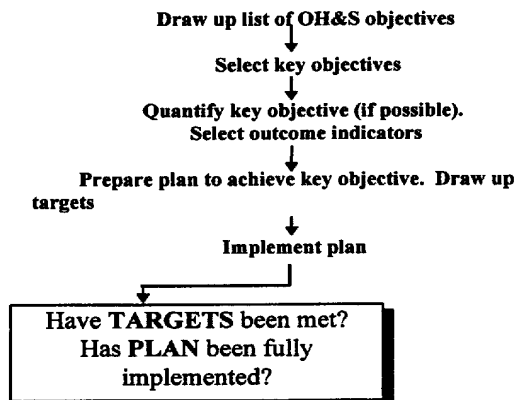 Draw up list of OH&S objectives
Select key objectives
Quantify key objective (if possible).
Select outcome indicators
Prepare plan to achieve key objective. Draw up
targets
Implement plan
Have TARGETS been met?
Has PLAN been fully
implemented?